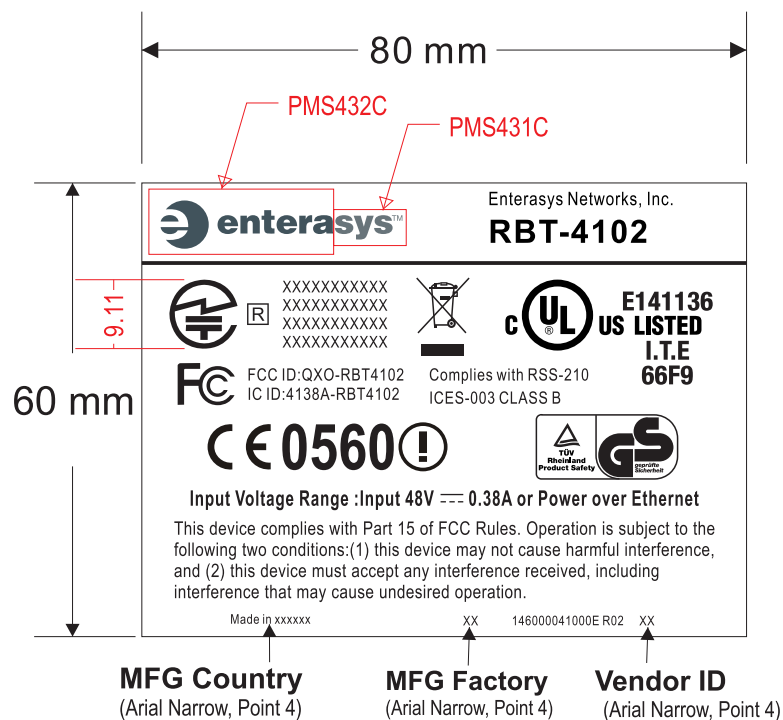 80 mm
PMS432C
PMS431C
enterasys™
Enterasys Networks, Inc.
RBT-4102
9.11
R
XXXXXXXXXXX
XXXXXXXXXXX
XXXXXXXXXXX
XXXXXXXXXXX
C UL ® US LISTED
E141136
I.T.E
66F9
60 mm
FC
FCC ID:QXO-RBT4102
IC ID:4138A-RBT4102
Complies with RSS-210
ICES-003 CLASS B
CE0560!
TÜV
Rheinland
Product Safety
GS
geprüfte
Sicherheit
Input Voltage Range :Input 48V 0.38A or Power over Ethernet
This device complies with Part 15 of FCC Rules. Operation is subject to the
following two conditions:(1) this device may not cause harmful interference,
and (2) this device must accept any interference received, including
interference that may cause undesired operation.
Made in xxxxxx XX 146000041000E R02 XX
MFG Country
(Arial Narrow, Point 4)
MFG Factory
(Arial Narrow, Point 4)
Vendor ID
(Arial Narrow, Point 4)